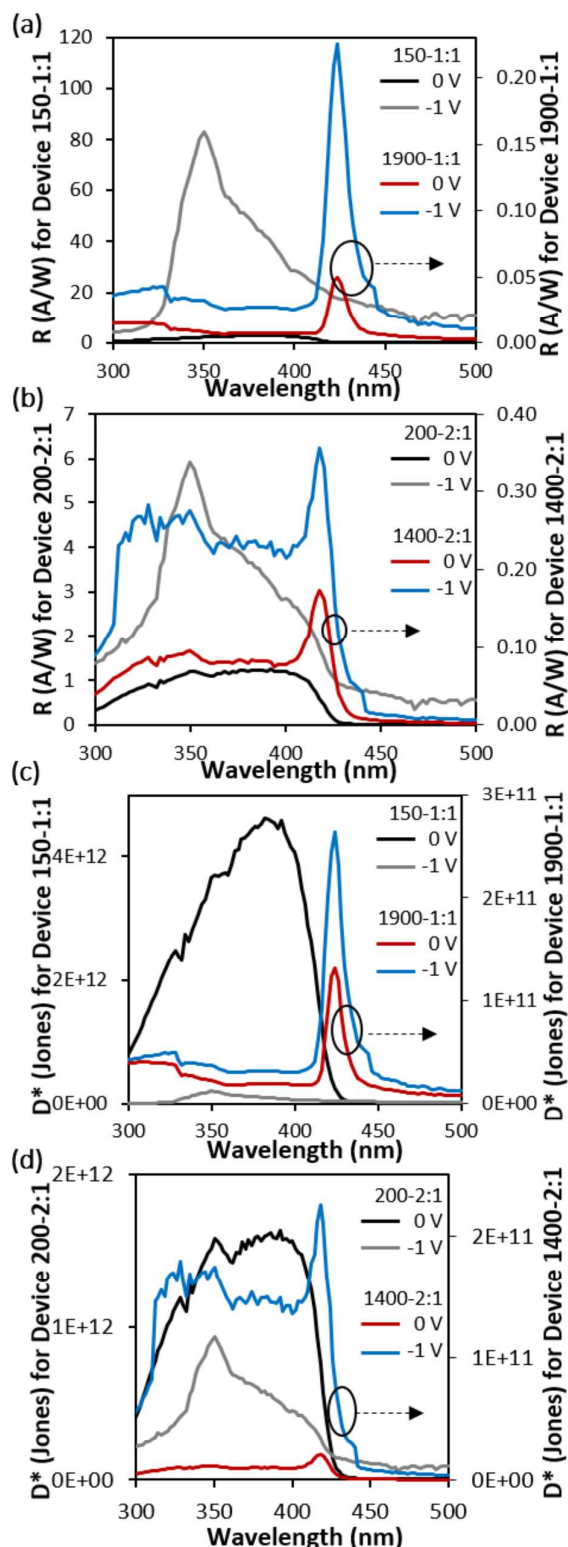 (a)
R (A/W) for Device 150-1:1
120
100
80
60
40
20
0
150-1:1
0 V
-1 V
1900-1:1
0 V
-1 V
0.20
0.15
0.10
0.05
0.00
R (A/W) for Device 1900-1:1
300 350 400 450 500
Wavelength (nm)
(b)
R (A/W) for Device 200-2:1
7
6
5
4
3
2
1
0
200-2:1
0 V
-1 V
1400-2:1
0 V
-1 V
0.40
0.30
0.20
0.10
0.00
R (A/W) for Device 1400-2:1
300 350 400 450 500
Wavelength (nm)
(c)
D* (Jones) for Device 150-1:1
4E+12
2E+12
0E+00
150-1:1
0 V
-1 V
1900-1:1
0 V
-1 V
3E+11
2E+11
1E+11
0E+00
D* (Jones) for Device 1900-1:1
300 350 400 450 500
Wavelength (nm)
(d)
D* (Jones) for Device 200-2:1
2E+12
1E+12
0E+00
200-2:1
0 V
-1 V
1400-2:1
0 V
-1 V
2E+11
1E+11
0E+00
D* (Jones) for Device 1400-2:1
300 350 400 450 500
Wavelength (nm)